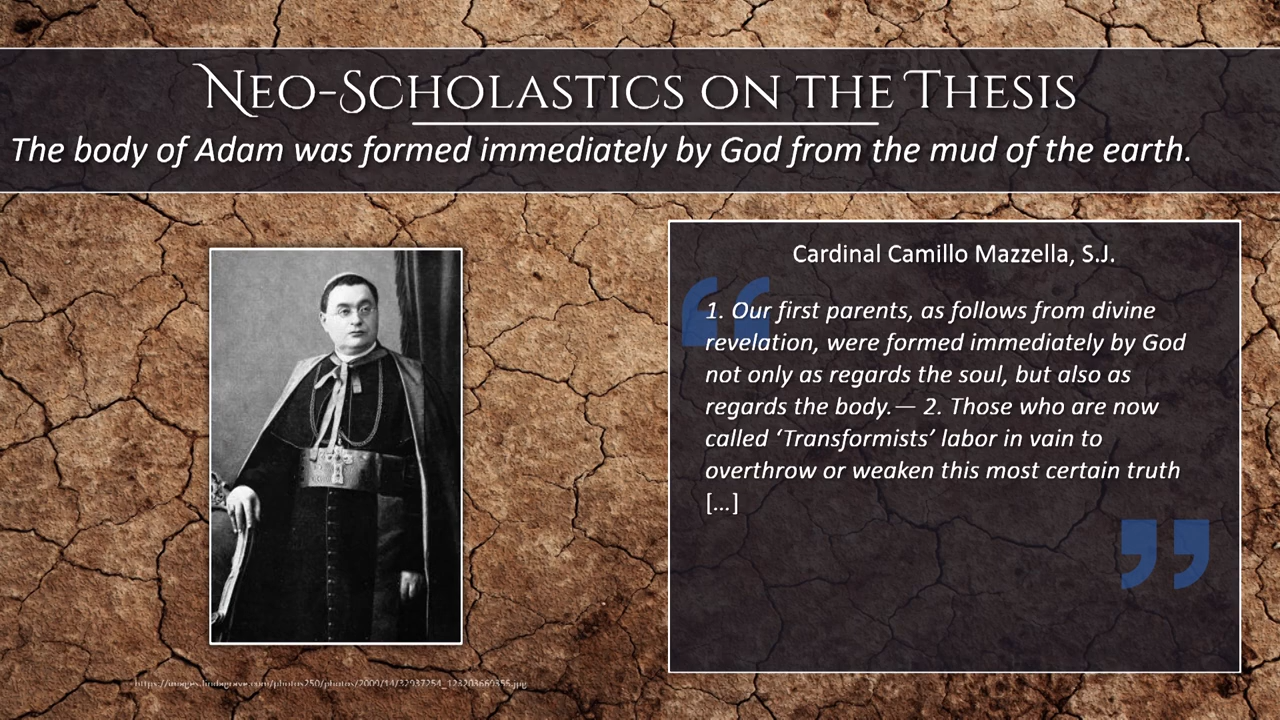 Neo-Scholastics on the Thesis
The body of Adam was formed immediately by God from the mud of the earth.
Cardinal Camillo Mazzella, S.J.
1. Our first parents, as follows from divine
revelation, were formed immediately by God
not only as regards the soul, but also as
regards the body.— 2. Those who are now
called ‘Transformists’ labor in vain to
overthrow or weaken this most certain truth
[…]